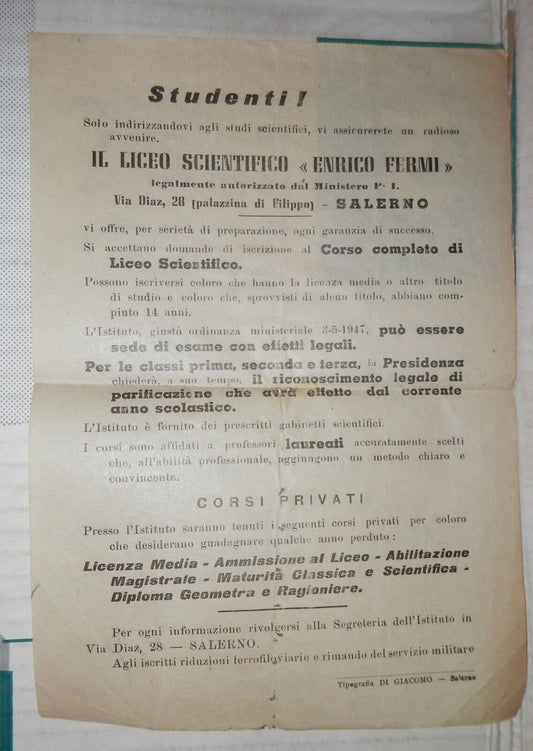 Studenti!
Solo indirizzandovi agli studi scientifici, vi assicurerete un radioso
avvenire.
IL LICEO SCIENTIFICO « ENRICO FERMI »
legalmente autorizzato dal Ministero P. I.
Via Diaz, 28 (palazzina di Filippo) - SALERNO
vi offre, per serietà di preparazione, ogni garanzia di successo.
Si accettano domande di iscrizione al Corso completo di
Liceo Scientifico.
Possono iscriversi coloro che hanno la licenza media o altro titolo
di studio e coloro che, sprovvisti di alcun titolo, abbiano com-
piuto 14 anni.
L'Istituto, giusta ordinanza ministeriale 3-5-1947, può essere
sede di esame con effetti legali.
Per le classi prima, seconda e terza, la Presidenza
chiederà, a suo tempo, il riconoscimento legale di
parificazione che avrà effetto dal corrente
anno scolastico.
L'Istituto è fornito dei prescritti gabinetti scientifici.
I corsi sono affidati a professori laureati accuratamente scelti
che, all'abilità professionale, aggiungono un metodo chiaro e
convincente.
CORSI PRIVATI
Presso l'Istituto saranno tenuti i seguenti corsi privati per coloro
che desiderano guadagnare qualche anno perduto :
Licenza Media - Ammissione al Liceo - Abilitazione
Magistrale - Maturità Classica e Scientifica -
Diploma Geometra e Ragioniere.
Per ogni informazione rivolgersi alla Segreteria dell'Istituto in
Via Diaz, 28 — SALERNO.
Agli iscritti riduzioni ferrofilioviarie e rimando del servizio militare
Tipografia DI GIACOMO — Salerno